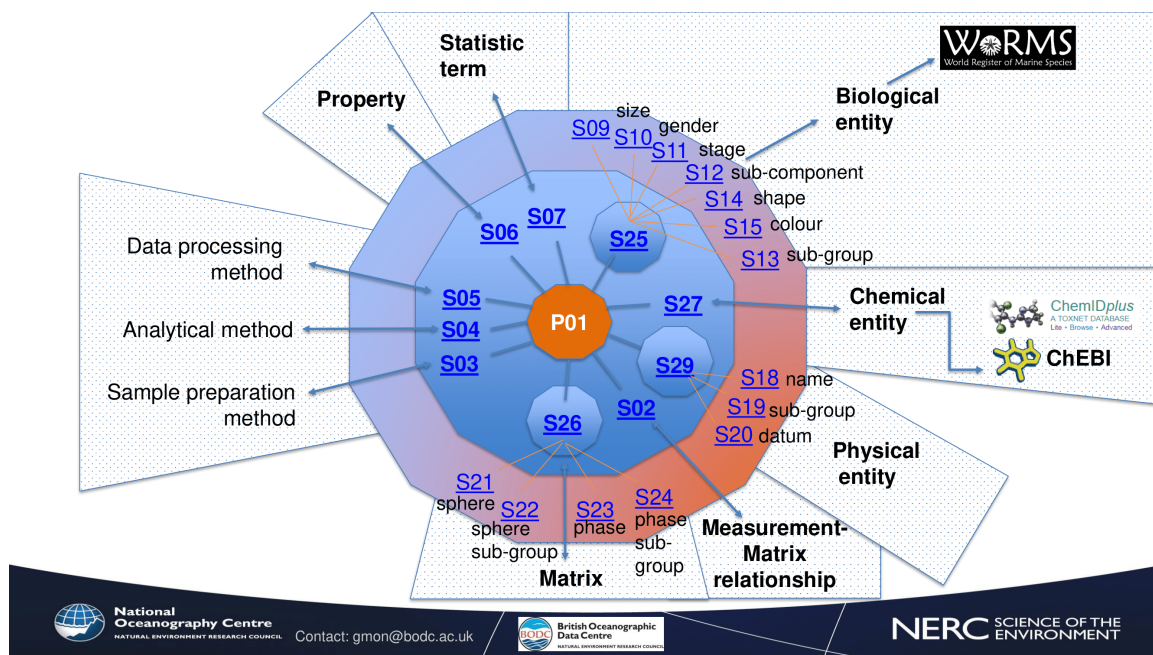 Statistic
term
Property
WoRMS
World Register of Marine Species
Biological
entity
size
S09
gender
S10
S11 stage
S12 sub-component
S14 shape
S15 colour
S13 sub-group
S07
S06
S25
Data processing
method
S05
Analytical method
S04
Sample preparation
method
S03
P01
S27
Chemical
entity
ChemIDplus
A TOXNET DATABASE
Lite • Browse • Advanced
ChEBI
S29
S18 name
S19 sub-group
S20 datum
S02
S26
Physical
entity
S21
sphere
S22
sphere
sub-group
S23
phase
S24
phase
sub-
group
Matrix
Measurement-
Matrix
relationship
National
Oceanography Centre
NATURAL ENVIRONMENT RESEARCH COUNCIL
Contact: gmon@bodc.ac.uk
BODC
British Oceanographic
Data Centre
NATURAL ENVIRONMENT RESEARCH COUNCIL
NERC SCIENCE OF THE
ENVIRONMENT